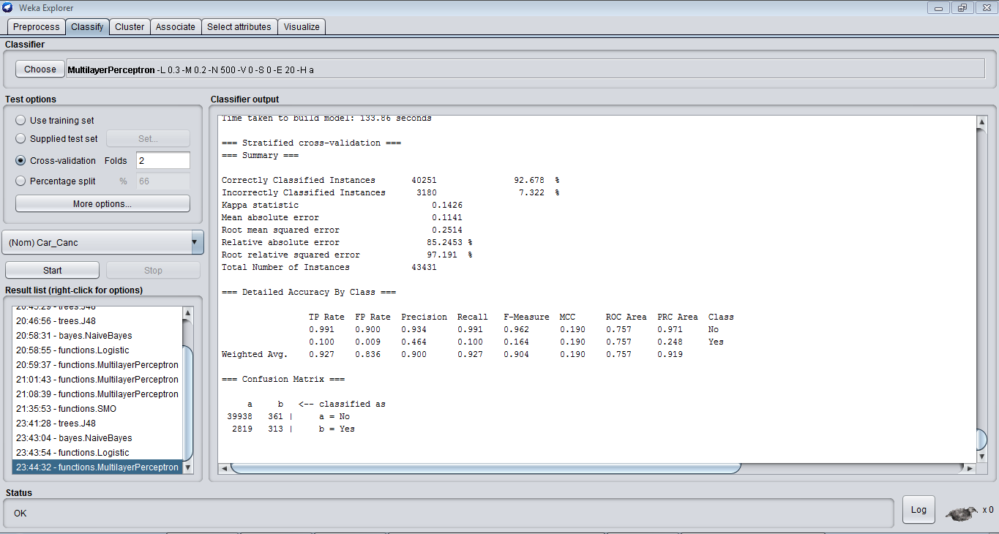 Weka Explorer
Preprocess Classify Cluster Associate Select attributes Visualize
Classifier
Choose MultilayerPerceptron -L 0.3 -M 0.2 -N 500 -V 0 -S 0 -E 20 -H a
Test options
Use training set
Supplied test set Set...
Cross-validation Folds 2
Percentage split % 66
More options...
(Nom) Car_Canc
Start Stop
Result list (right-click for options)
20:45:29 - trees.J48
20:46:56 - trees.J48
20:58:31 - bayes.NaiveBayes
20:58:55 - functions.Logistic
20:59:37 - functions.MultilayerPerceptron
21:01:43 - functions.MultilayerPerceptron
21:08:39 - functions.MultilayerPerceptron
21:35:53 - functions.SMO
23:41:28 - trees.J48
23:43:04 - bayes.NaiveBayes
23:43:54 - functions.Logistic
23:44:32 - functions.MultilayerPerceptron
Classifier output
Time taken to build model: 133.86 seconds
=== Stratified cross-validation ===
=== Summary ===
Correctly Classified Instances 40251 92.678 %
Incorrectly Classified Instances 3180 7.322 %
Kappa statistic 0.1426
Mean absolute error 0.1141
Root mean squared error 0.2514
Relative absolute error 85.2453 %
Root relative squared error 97.191 %
Total Number of Instances 43431
=== Detailed Accuracy By Class ===
TP Rate FP Rate Precision Recall F-Measure MCC ROC Area PRC Area Class
0.991 0.900 0.934 0.991 0.962 0.190 0.757 0.971 No
0.100 0.009 0.464 0.100 0.164 0.190 0.757 0.248 Yes
Weighted Avg. 0.927 0.836 0.900 0.927 0.904 0.190 0.757 0.919
=== Confusion Matrix ===
a b <-- classified as
39938 361 | a = No
2819 313 | b = Yes
Status
OK
Log x 0